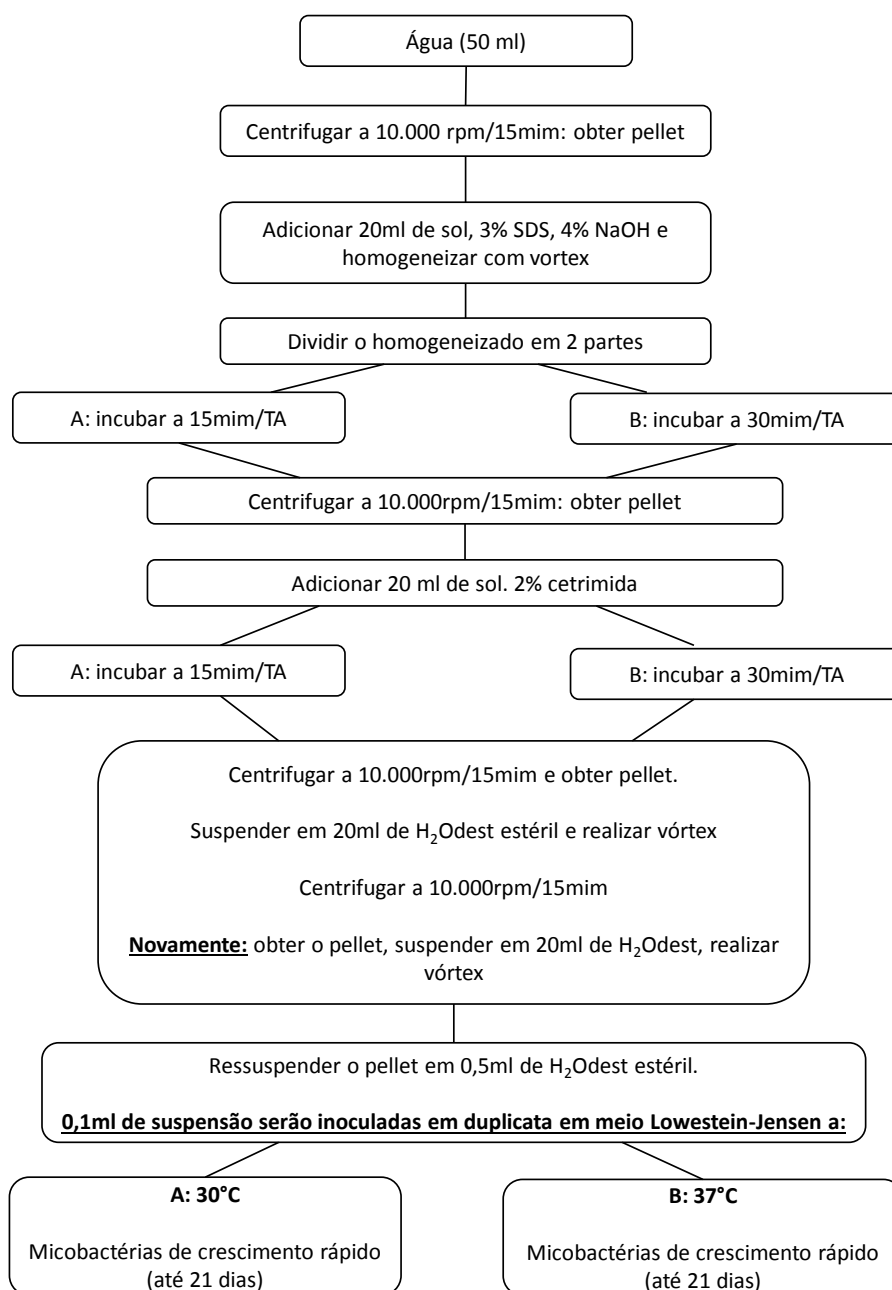 Água (50 ml)
Centrifugar a 10.000 rpm/15mim: obter pellet
Adicionar 20ml de sol, 3% SDS, 4% NaOH e
homogeneizar com vortex
Dividir o homogeneizado em 2 partes
A: incubar a 15mim/TA
B: incubar a 30mim/TA
Centrifugar a 10.000rpm/15mim: obter pellet
Adicionar 20 ml de sol. 2% cetrimida
A: incubar a 15mim/TA
B: incubar a 30mim/TA
Centrifugar a 10.000rpm/15mim e obter pellet.
Suspender em 20ml de H₂Odest estéril e realizar vórtex
Centrifugar a 10.000rpm/15mim
Novamente: obter o pellet, suspender em 20ml de H₂Odest, realizar
vórtex
Ressuspender o pellet em 0,5ml de H₂Odest estéril.
0,1ml de suspensão serão inoculadas em duplicata em meio Lowestein-Jensen a:
A: 30°C
Micobactérias de crescimento rápido
(até 21 dias)
B: 37°C
Micobactérias de crescimento rápido
(até 21 dias)